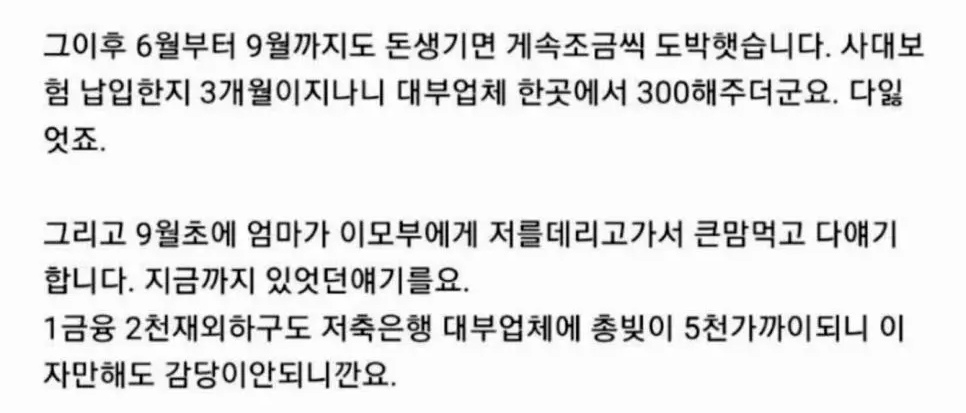 그이후 6월부터 9월까지도 돈생기면 게속조금씩 도박햇습니다. 사대보
험 납입한지 3개월이지나니 대부업체 한곳에서 300해주더군요. 다잃
엇죠.
그리고 9월초에 엄마가 이모부에게 저를데리고가서 큰맘먹고 다얘기
합니다. 지금까지 있엇던얘기를요.
1금융 2천재외하구도 저축은행 대부업체에 총빚이 5천가까이되니 이
자만해도 감당이안되니깐요.